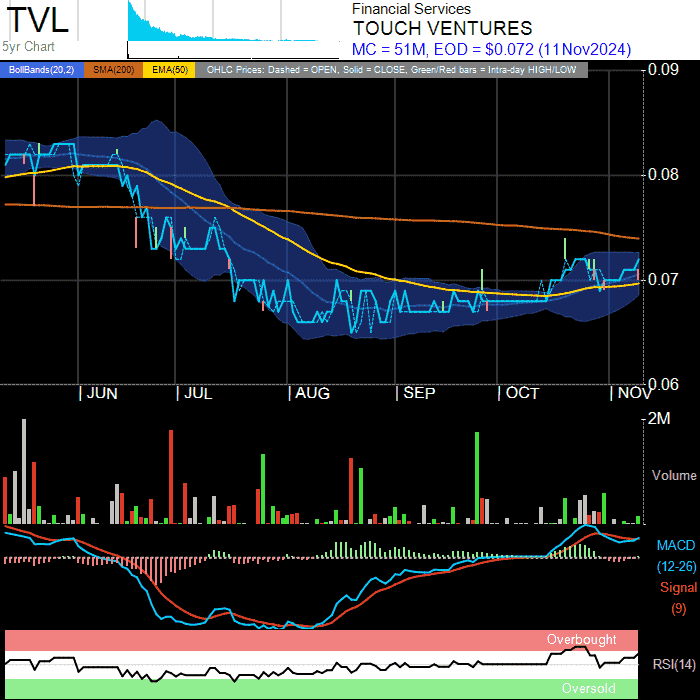 TVL
5yr Chart
Financial Services
TOUCH VENTURES
MC = 51M, EOD = $0.072 (11Nov2024)
BollBands(20,2) SMA(200) EMA(50) OHLC Prices: Dashed = OPEN, Solid = CLOSE, Green/Red bars = Intra-day HIGH/LOW
0.09
0.08
0.07
0.06
| JUN | JUL | AUG | SEP | OCT | NOV
2M
Volume
MACD
(12-26)
Signal
(9)
Overbought
RSI(14)
Oversold